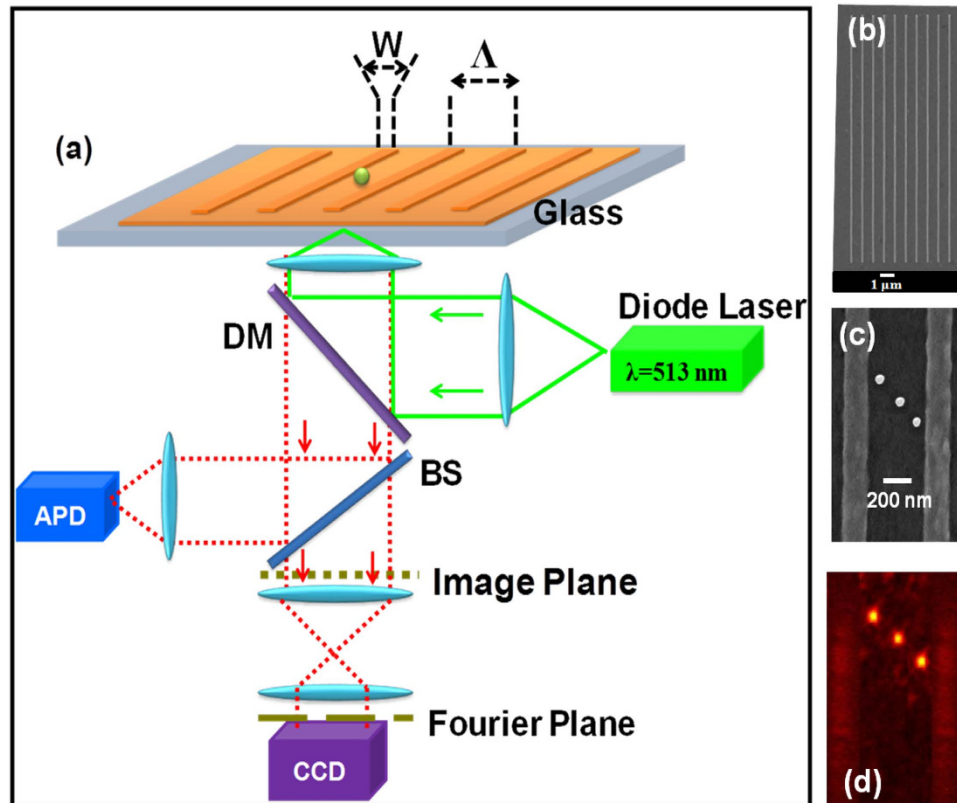 (a)
W
Λ
Glass
DM
Diode Laser
λ=513 nm
BS
APD
Image Plane
Fourier Plane
CCD
(b)
1 µm
(c)
200 nm
(d)